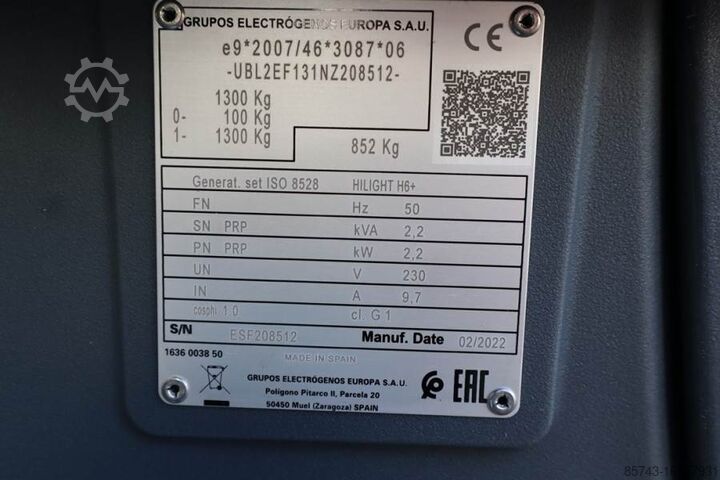 GRUPOS ELECTRÓGENOS EUROPA S.A.U.
e9*2007/46*3087*06
-UBL2EF131NZ208512-
1300 Kg
0- 100 Kg
1- 1300 Kg
852 Kg
CE
Generat. set ISO 8528 HILIGHT H6+
FN Hz 50
SN PRP kVA 2,2
PN PRP kW 2,2
UN V 230
IN A 9,7
cosphi 1.0 cl. G 1
S/N ESF208512 Manuf. Date 02/2022
1636 0038 50
MADE IN SPAIN
GRUPOS ELECTRÓGENOS EUROPA S.A.U.
Polígono Pitarco II, Parcela 20
50450 Muel (Zaragoza) SPAIN
EAC
Machineseeker